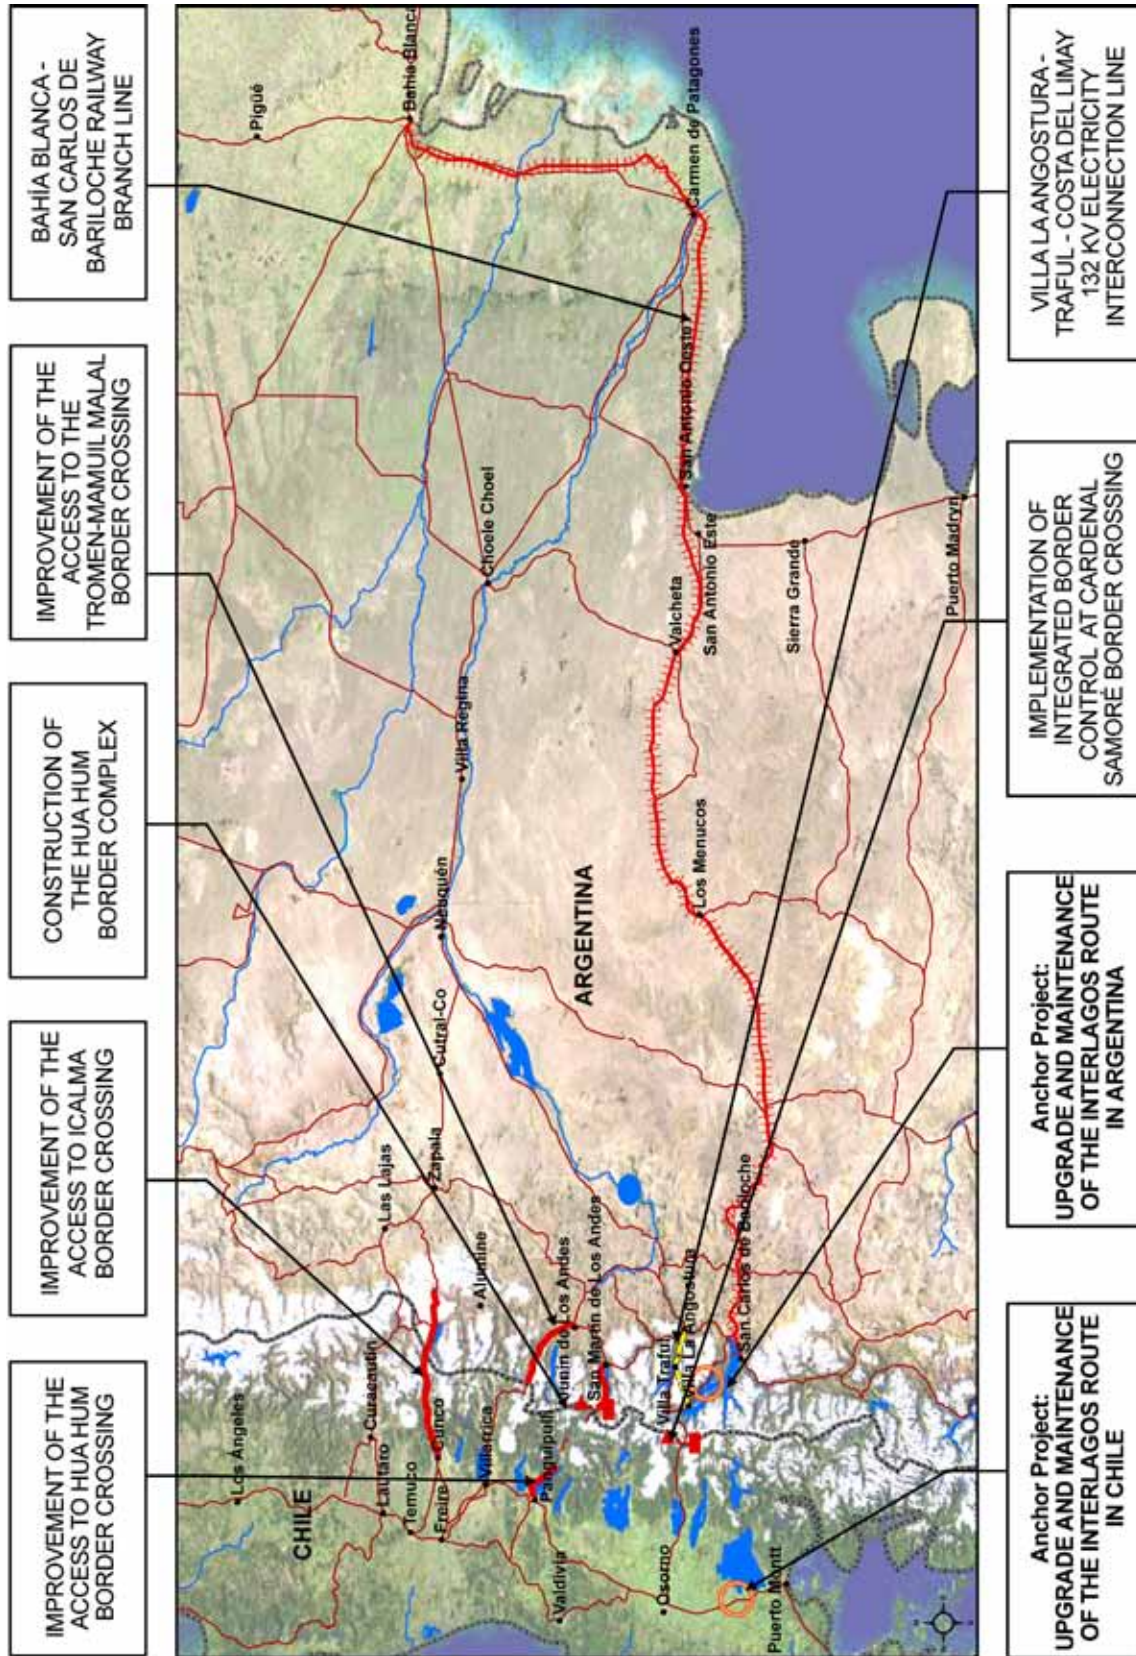 IMPROVEMENT OF THE
ACCESS TO HUA HUM
BORDER CROSSING
IMPROVEMENT OF THE
ACCESS TO ICALMA
BORDER CROSSING
CONSTRUCTION OF
THE HUA HUM
BORDER COMPLEX
IMPROVEMENT OF THE
ACCESS TO THE
TROMEN-MAMUIL MALAL
BORDER CROSSING
BAHÍA BLANCA -
SAN CARLOS DE
BARILOCHE RAILWAY
BRANCH LINE
Los Angeles
CHILE
Curacautin
Lautaro
Temuco
Freire
Cunco
Villarrica
Panguipulli
Valdivia
Osorno
Puerto Montt
Las Lajas
Zapala
Alumine
Junin de Los Andes
San Martin de Los Andes
Villa Traful
Villa La Angostura
San Carlos de Bariloche
Cutral-Co
Neuquén
ARGENTINA
Villa Regina
Choele Choel
Los Menucos
Valcheta
San Antonio Este
San Antonio Oeste
Sierra Grande
Puerto Madryn
Pigüé
Bahia Blanca
Carmen de Patagones
Anchor Project:
UPGRADE AND MAINTENANCE
OF THE INTERLAGOS ROUTE
IN CHILE
Anchor Project:
UPGRADE AND MAINTENANCE
OF THE INTERLAGOS ROUTE
IN ARGENTINA
IMPLEMENTATION OF
INTEGRATED BORDER
CONTROL AT CARDENAL
SAMORÉ BORDER CROSSING
VILLA LA ANGOSTURA -
TRAFUL - COSTA DEL LIMAY
132 KV ELECTRICITY
INTERCONNECTION LINE